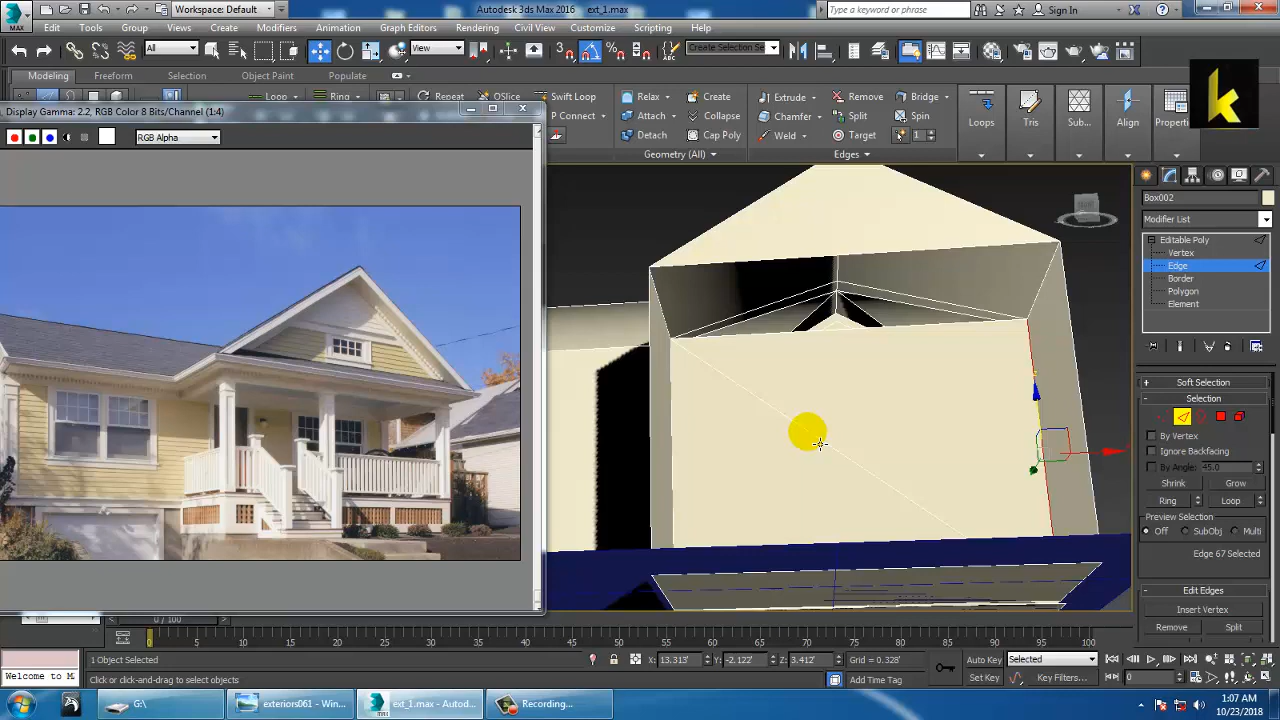 Workspace: Default
Autodesk 3ds Max 2016 ext_1.max
Type a keyword or phrase
Sign In
MAX
Edit Tools Group Views Create Modifiers Animation Graph Editors Rendering Civil View Customize Scripting Help
All
View
Create Selection Se
Modeling Freeform Selection Object Paint Populate
Display Gamma: 2.2, RGB Color 8 Bits/Channel (1:4)
RGB Alpha
Loop Ring Repeat QSlice Swift Loop
P Connect
Relax Create
Attach Collapse
Detach Cap Poly
Geometry (All)
Extrude Remove Bridge
Chamfer Split Spin
Weld Target 1
Edges
Loops Tris Sub... Align Properti
k
Box002
Modifier List
Editable Poly
Vertex
Edge
Border
Polygon
Element
Soft Selection
Selection
By Vertex
Ignore Backfacing
By Angle: 45.0
Shrink Grow
Ring Loop
Preview Selection
Off SubObj Multi
Edge 67 Selected
Edit Edges
Insert Vertex
Remove Split
0 / 100
0 5 10 15 20 25 30 35 40 45 50 55 60 65 70 75 80 85 90 95 100
1 Object Selected
X: 13.313' Y: -2.122' Z: 3.412' Grid = 0.328'
Auto Key Selected
Welcome to M
Click or click-and-drag to select objects
Add Time Tag
Set Key Key Filters... 0
G:\
exteriors061 - Win...
ext_1.max - Autod...
Recording...
1:07 AM
10/23/2018